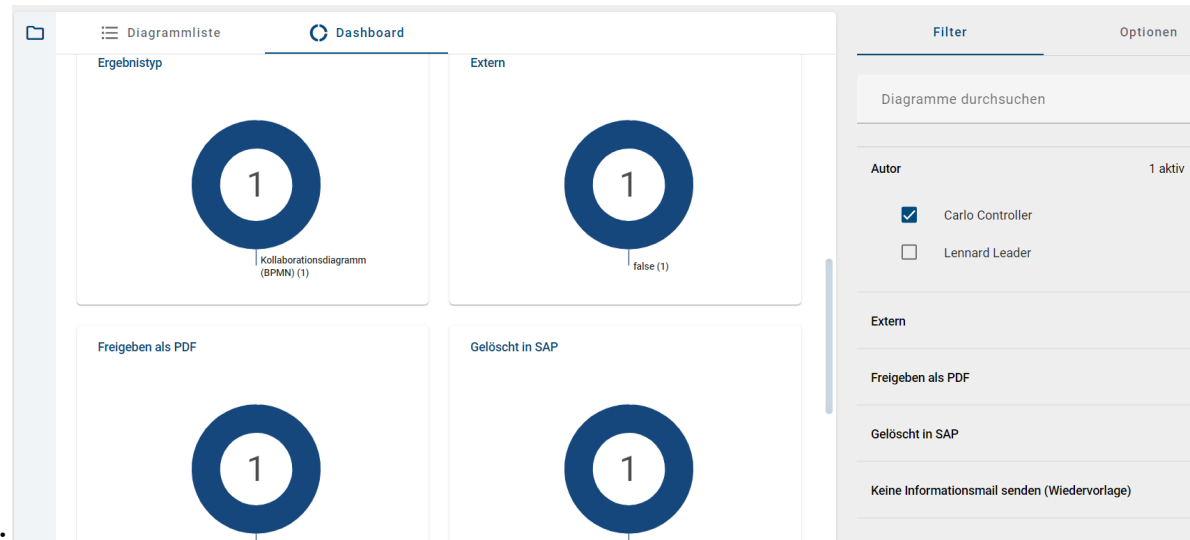 Diagrammliste
Dashboard
Filter
Optionen
Ergebnistyp
Extern
1
1
Kollaborationsdiagramm
(BPMN) (1)
false (1)
Freigeben als PDF
Gelöscht in SAP
1
1
Diagramme durchsuchen
Autor
1 aktiv
Carlo Controller
Lennard Leader
Extern
Freigeben als PDF
Gelöscht in SAP
Keine Informationsmail senden (Wiedervorlage)